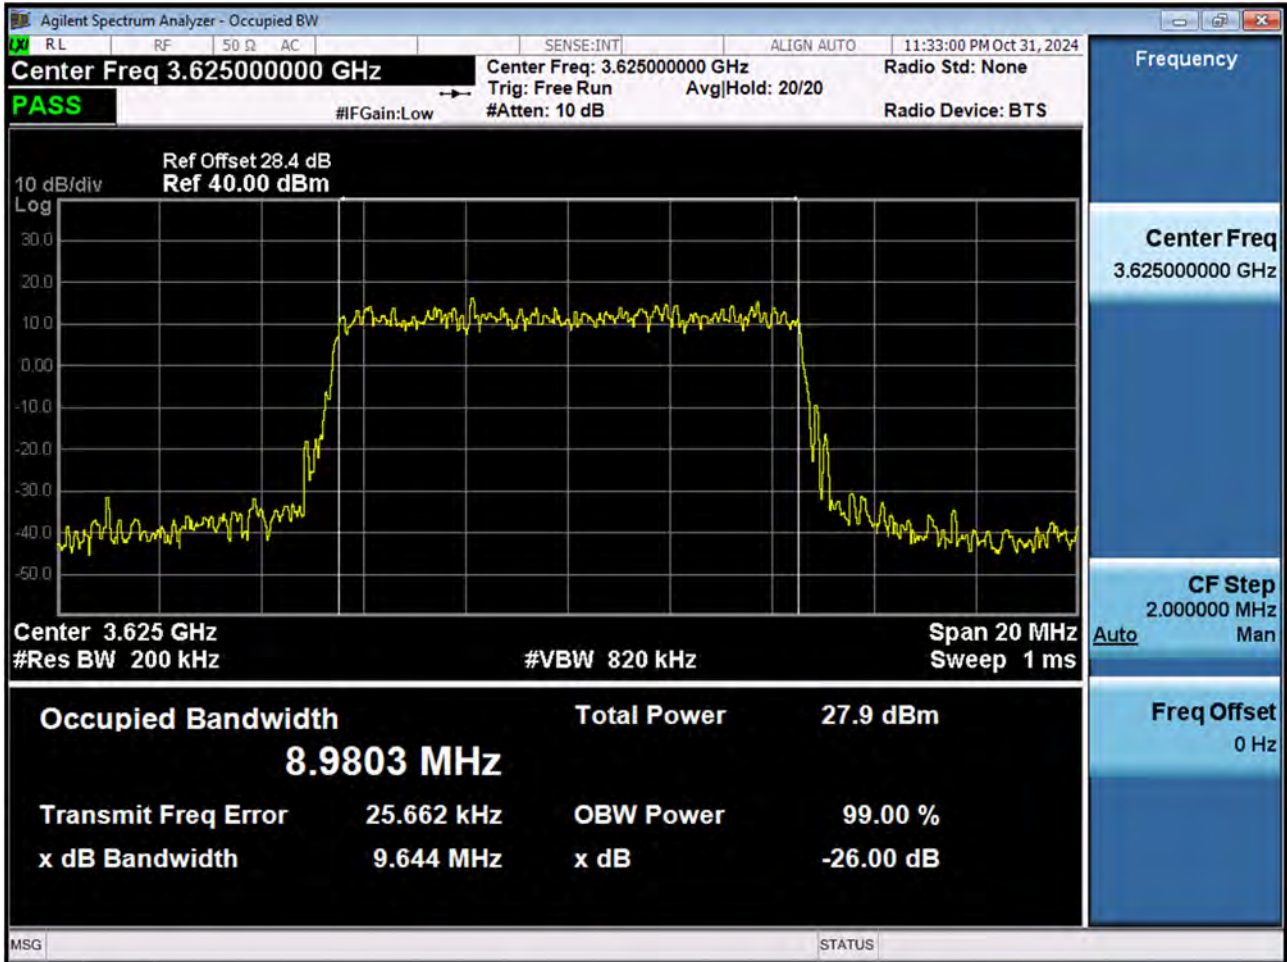 Agilent Spectrum Analyzer - Occupied BW
LXI RL RF 50 Ω AC SENSE:INT ALIGN AUTO 11:33:00 PM Oct 31, 2024
Center Freq 3.625000000 GHz
Center Freq: 3.625000000 GHz Radio Std: None
Trig: Free Run Avg|Hold: 20/20
PASS
#IFGain:Low #Atten: 10 dB Radio Device: BTS
Ref Offset 28.4 dB
10 dB/div Ref 40.00 dBm
Log
30.0
20.0
10.0
0.00
-10.0
-20.0
-30.0
-40.0
-50.0
Center 3.625 GHz Span 20 MHz
#Res BW 200 kHz #VBW 820 kHz Sweep 1 ms
Occupied Bandwidth Total Power 27.9 dBm
8.9803 MHz
Transmit Freq Error 25.662 kHz OBW Power 99.00 %
x dB Bandwidth 9.644 MHz x dB -26.00 dB
MSG STATUS
Frequency
Center Freq
3.625000000 GHz
CF Step
2.000000 MHz
Auto Man
Freq Offset
0 Hz